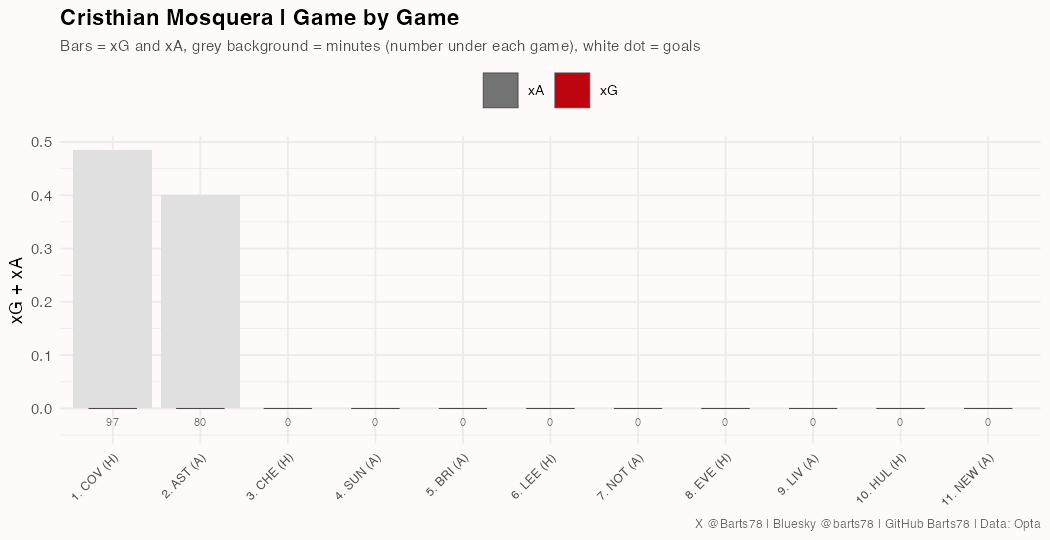 Cristhian Mosquera | Game by Game
Bars = xG and xA, grey background = minutes (number under each game), white dot = goals
xA xG
xG + xA
0.5
0.4
0.3
0.2
0.1
0.0
97 80 0 0 0 0 0 0 0 0 0
1. COV (H)
2. AST (A)
3. CHE (H)
4. SUN (A)
5. BRI (A)
6. LEE (H)
7. NOT (A)
8. EVE (H)
9. LIV (A)
10. HUL (H)
11. NEW (A)
X @Barts78 | Bluesky @barts78 | GitHub Barts78 | Data: Opta